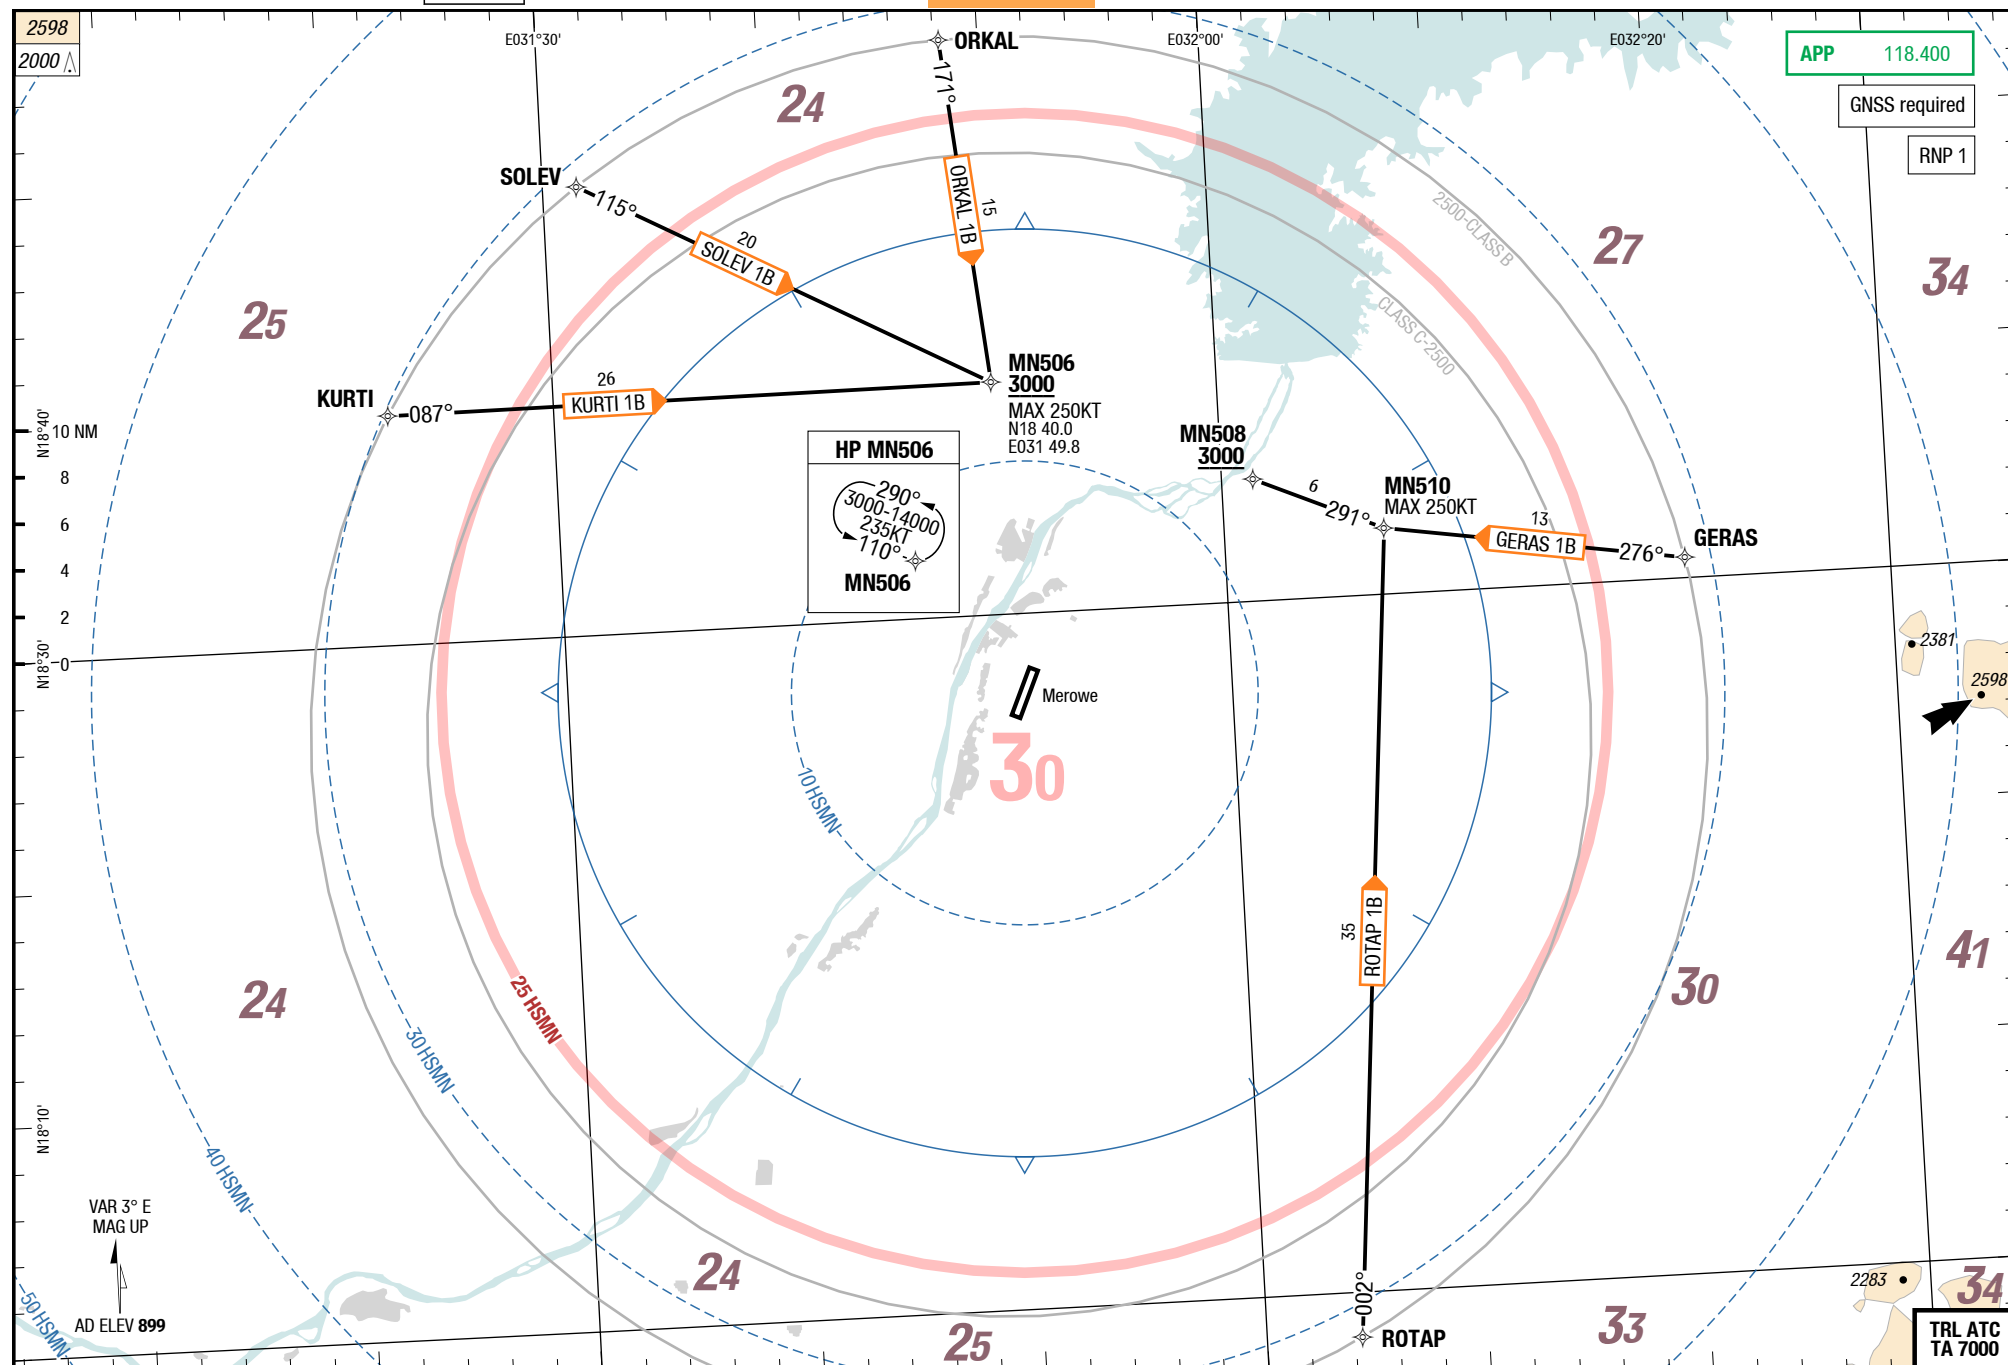 2598
2000
E031°30'
ORKAL
E032°00'
E032°20'
APP 118.400
GNSS required
RNP 1
171°
24
SOLEV
115°
20
SOLEV 1B
ORKAL 1B
15
2500-CLASS B
CLASS C-2500
27
34
25
KURTI
087°
26
KURTI 1B
MN506
3000
MAX 250KT
N18 40.0
E031 49.8
N18°40'
10 NM
8
6
4
2
0
N18°30'
HP MN506
290°
3000-14000
235KT
110°
MN506
MN508
3000
6
291°
MN510
MAX 250KT
13
GERAS 1B
276°
GERAS
2381
2598
Merowe
30
10 HSMN
35
ROTAP 1B
41
30
24
25 HSMN
30 HSMN
N18°10'
40 HSMN
VAR 3° E
MAG UP
AD ELEV 899
50 HSMN
24
25
002°
ROTAP
33
2283
34
TRL ATC
TA 7000